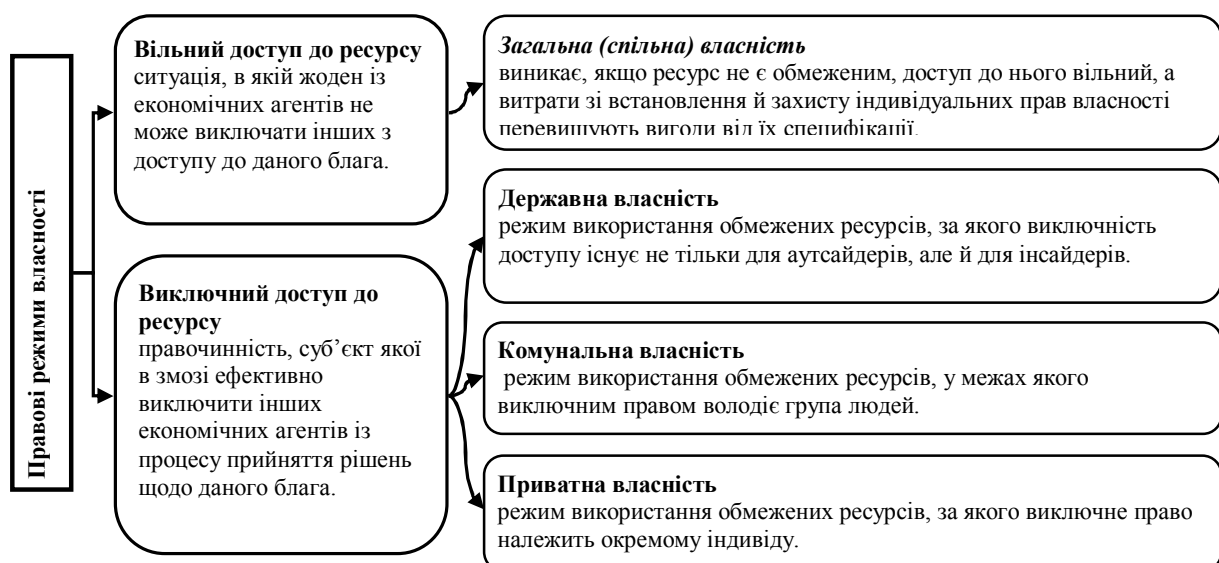 Правові режими власності
Вільний доступ до ресурсу
ситуація, в якій жоден із
економічних агентів не
може виключати інших з
доступу до даного блага.
Загальна (спільна) власність
виникає, якщо ресурс не є обмеженим, доступ до нього вільний, а
витрати зі встановлення й захисту індивідуальних прав власності
перевищують вигоди від їх специфікації.
Виключний доступ до
ресурсу
правочинність, суб’єкт якої
в змозі ефективно
виключити інших
економічних агентів із
процесу прийняття рішень
щодо даного блага.
Державна власність
режим використання обмежених ресурсів, за якого виключність
доступу існує не тільки для аутсайдерів, але й для інсайдерів.
Комунальна власність
режим використання обмежених ресурсів, у межах якого
виключним правом володіє група людей.
Приватна власність
режим використання обмежених ресурсів, за якого виключне право
належить окремому індивіду.